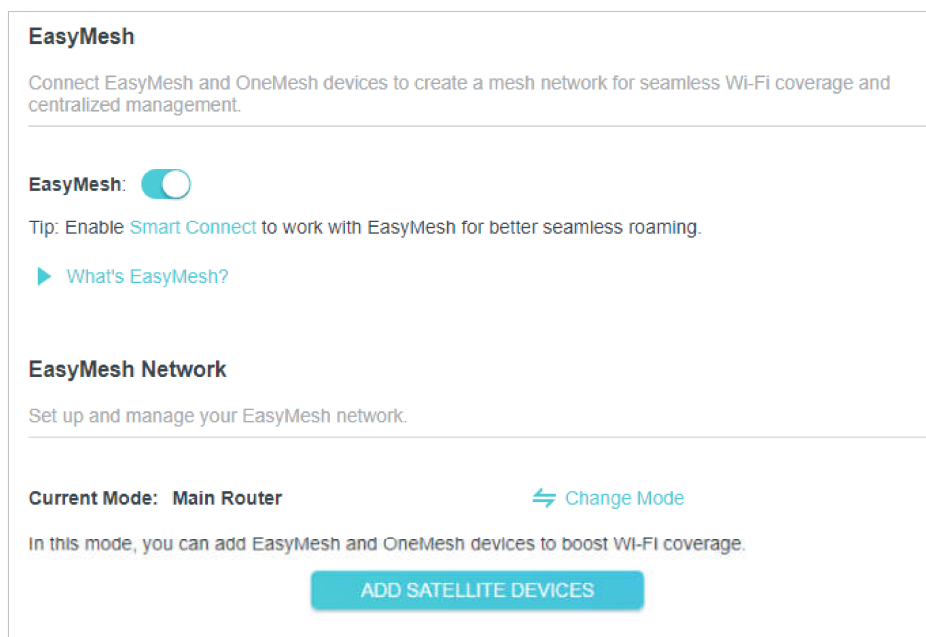 EasyMesh
Connect EasyMesh and OneMesh devices to create a mesh network for seamless Wi-Fi coverage and
centralized management.
EasyMesh:
Tip: Enable Smart Connect to work with EasyMesh for better seamless roaming.
What's EasyMesh?
EasyMesh Network
Set up and manage your EasyMesh network.
Current Mode: Main Router Change Mode
In this mode, you can add EasyMesh and OneMesh devices to boost Wi-Fi coverage.
ADD SATELLITE DEVICES